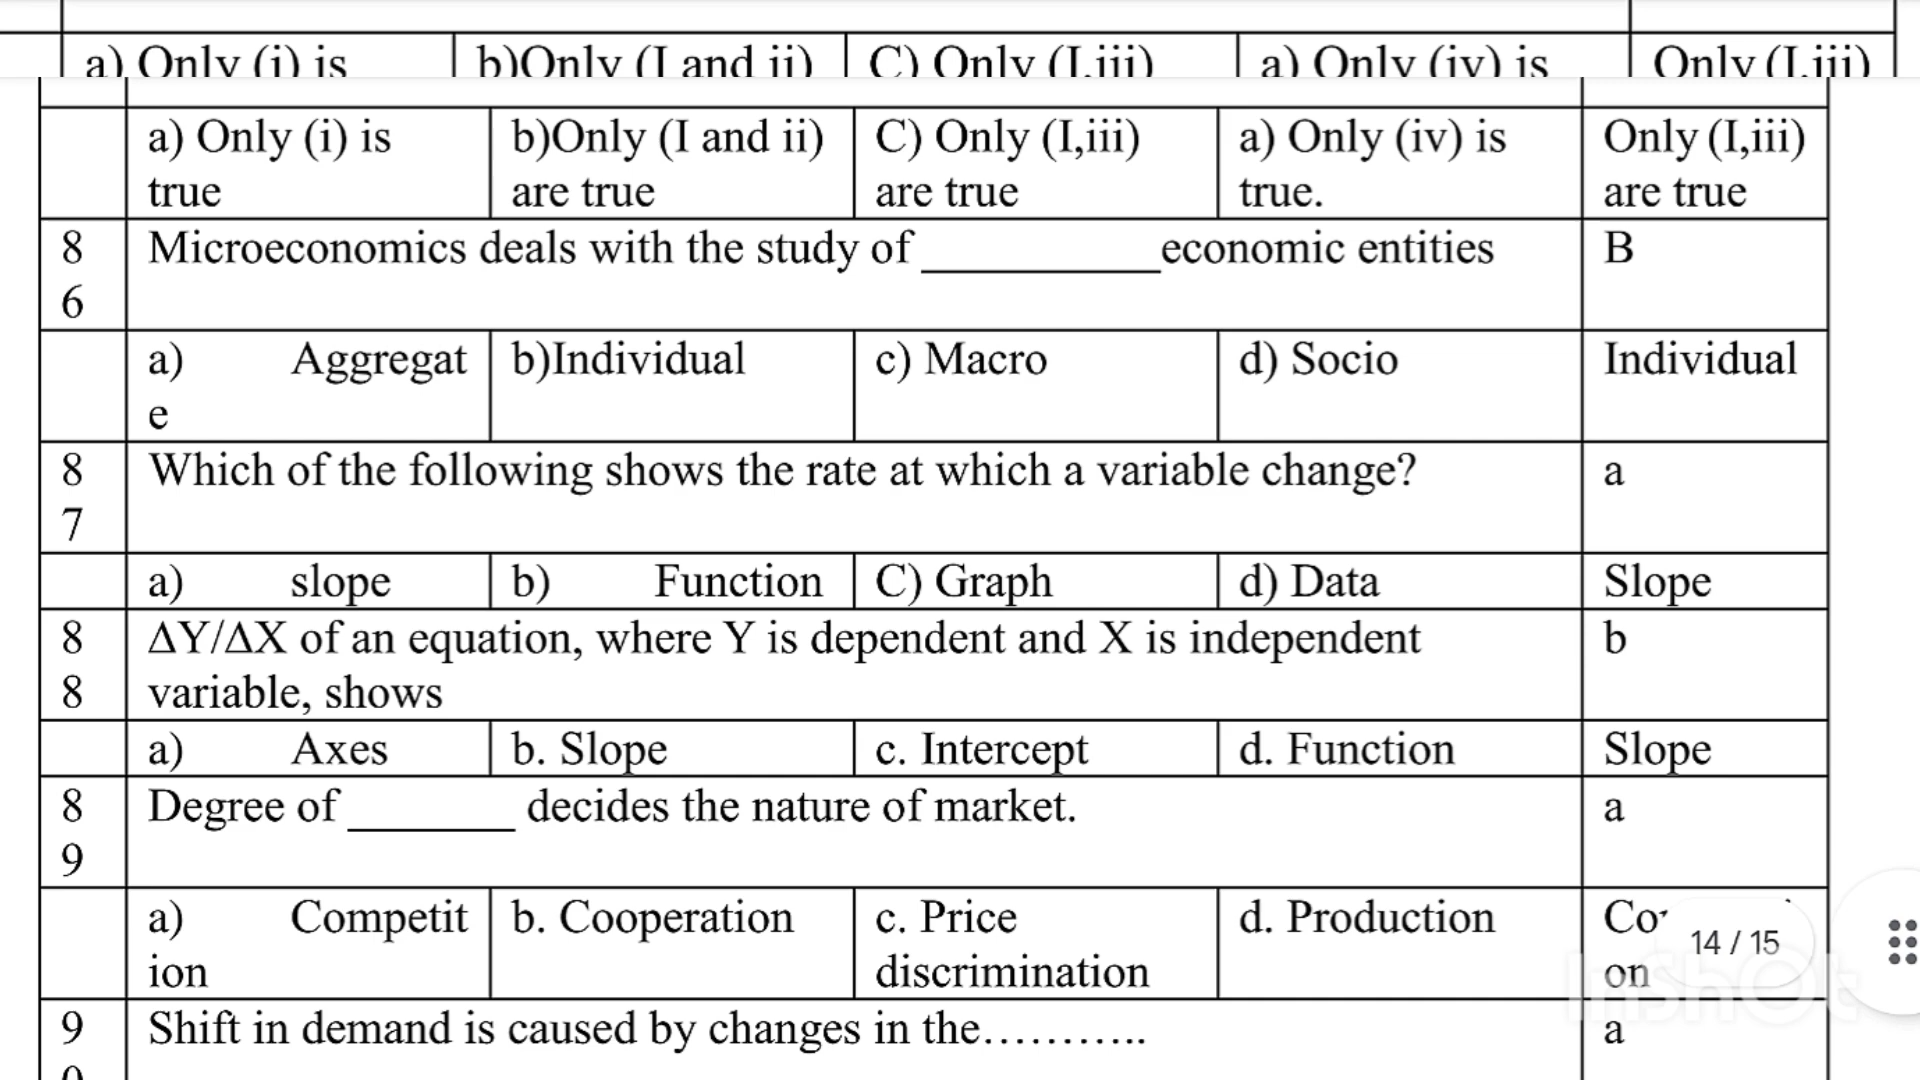 a) Only (i) is b)Only (I and ii) C) Only (I,iii) a) Only (iv) is Only (I,iii)
a) Only (i) is b)Only (I and ii) C) Only (I,iii) a) Only (iv) is Only (I,iii)
true are true are true true. are true
8 Microeconomics deals with the study of __________economic entities B
6
a) Aggregat b)Individual c) Macro d) Socio Individual
e
8 Which of the following shows the rate at which a variable change? a
7
a) slope b) Function C) Graph d) Data Slope
8 ΔY/ΔX of an equation, where Y is dependent and X is independent b
8 variable, shows
a) Axes b. Slope c. Intercept d. Function Slope
8 Degree of _______ decides the nature of market. a
9
a) Competit b. Cooperation c. Price d. Production Co
ion discrimination on
14 / 15
InShOt
9 Shift in demand is caused by changes in the……….. a
0